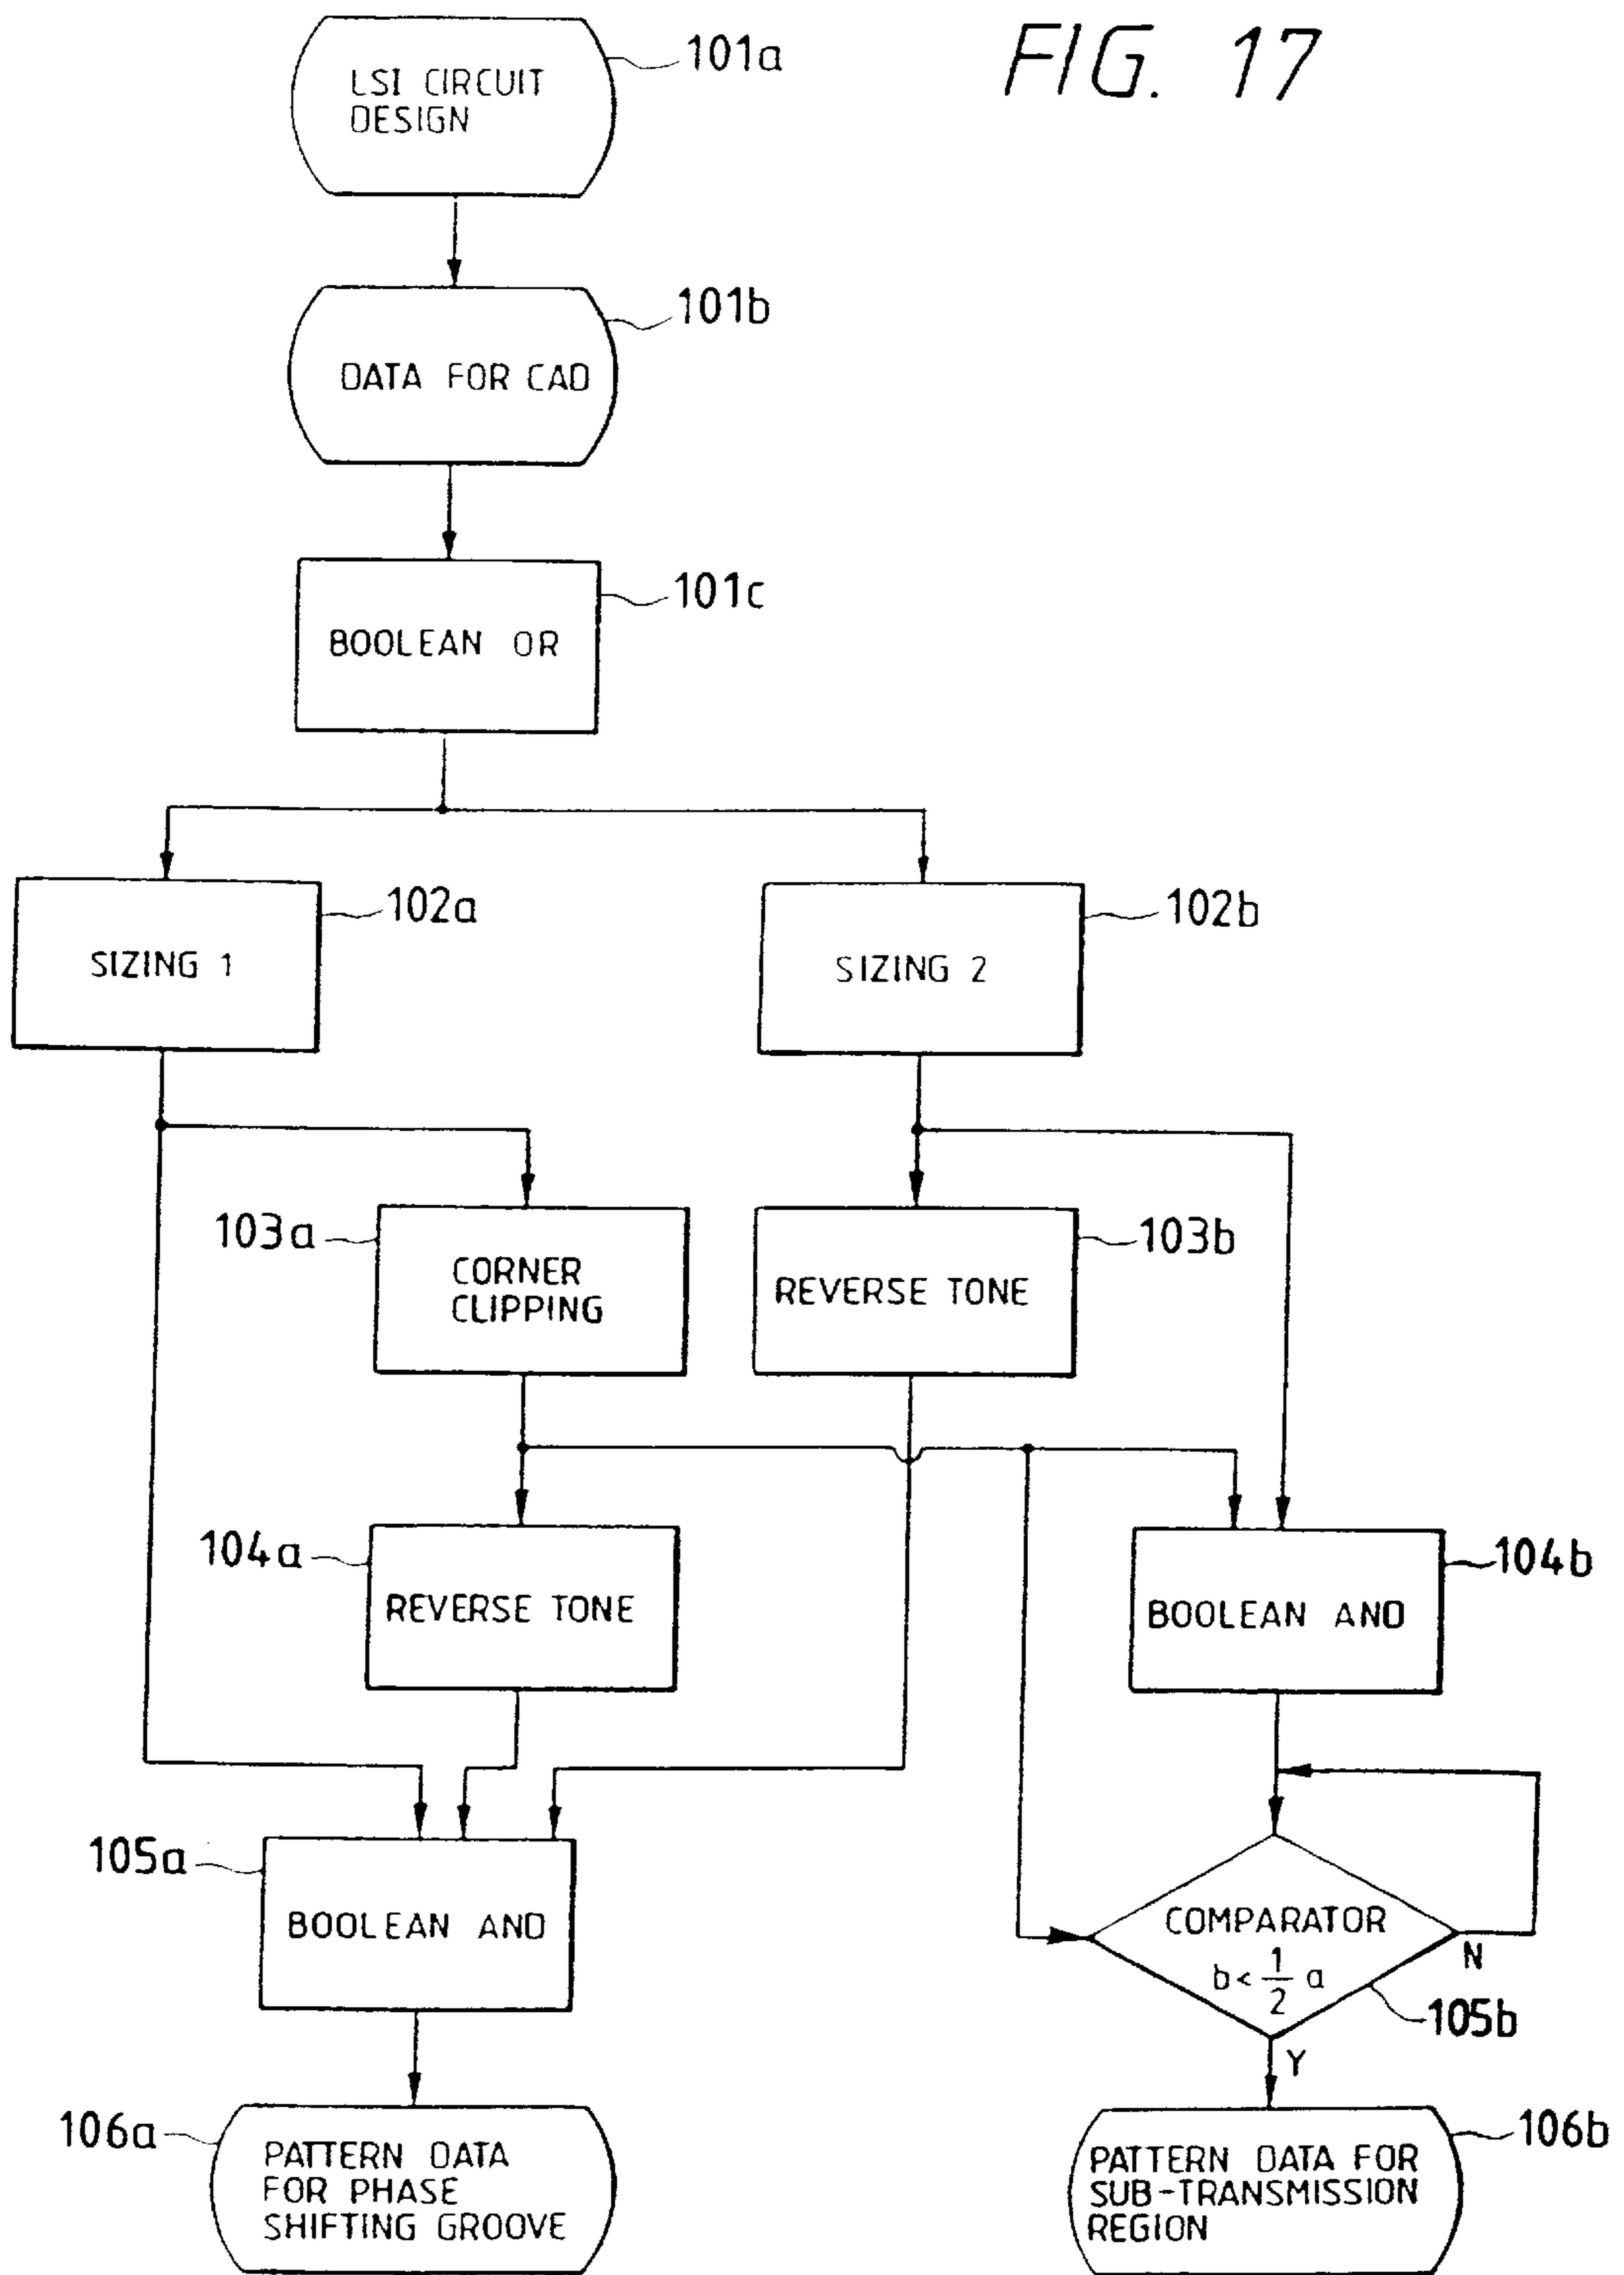 FIG. 17
101a
LSI CIRCUIT
DESIGN
101b
DATA FOR CAD
101c
BOOLEAN OR
102a
SIZING 1
102b
SIZING 2
103a
CORNER
CLIPPING
103b
REVERSE TONE
104a
REVERSE TONE
104b
BOOLEAN AND
105a
BOOLEAN AND
COMPARATOR
b < 1/2 a
N
105b
Y
106a
PATTERN DATA
FOR PHASE
SHIFTING GROOVE
106b
PATTERN DATA FOR
SUB-TRANSMISSION
REGION